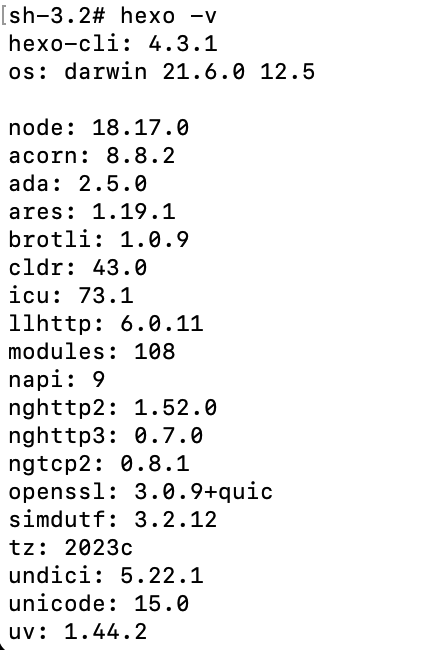 [sh-3.2# hexo -v
hexo-cli: 4.3.1
os: darwin 21.6.0 12.5
node: 18.17.0
acorn: 8.8.2
ada: 2.5.0
ares: 1.19.1
brotli: 1.0.9
cldr: 43.0
icu: 73.1
llhttp: 6.0.11
modules: 108
napi: 9
nghttp2: 1.52.0
nghttp3: 0.7.0
ngtcp2: 0.8.1
openssl: 3.0.9+quic
simdutf: 3.2.12
tz: 2023c
undici: 5.22.1
unicode: 15.0
uv: 1.44.2